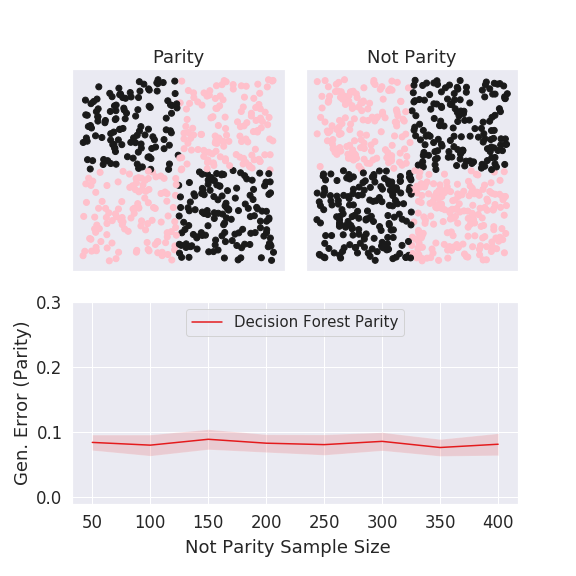 Parity
Not Parity
0.3
0.2
0.1
0.0
Gen. Error (Parity)
Decision Forest Parity
50 100 150 200 250 300 350 400
Not Parity Sample Size